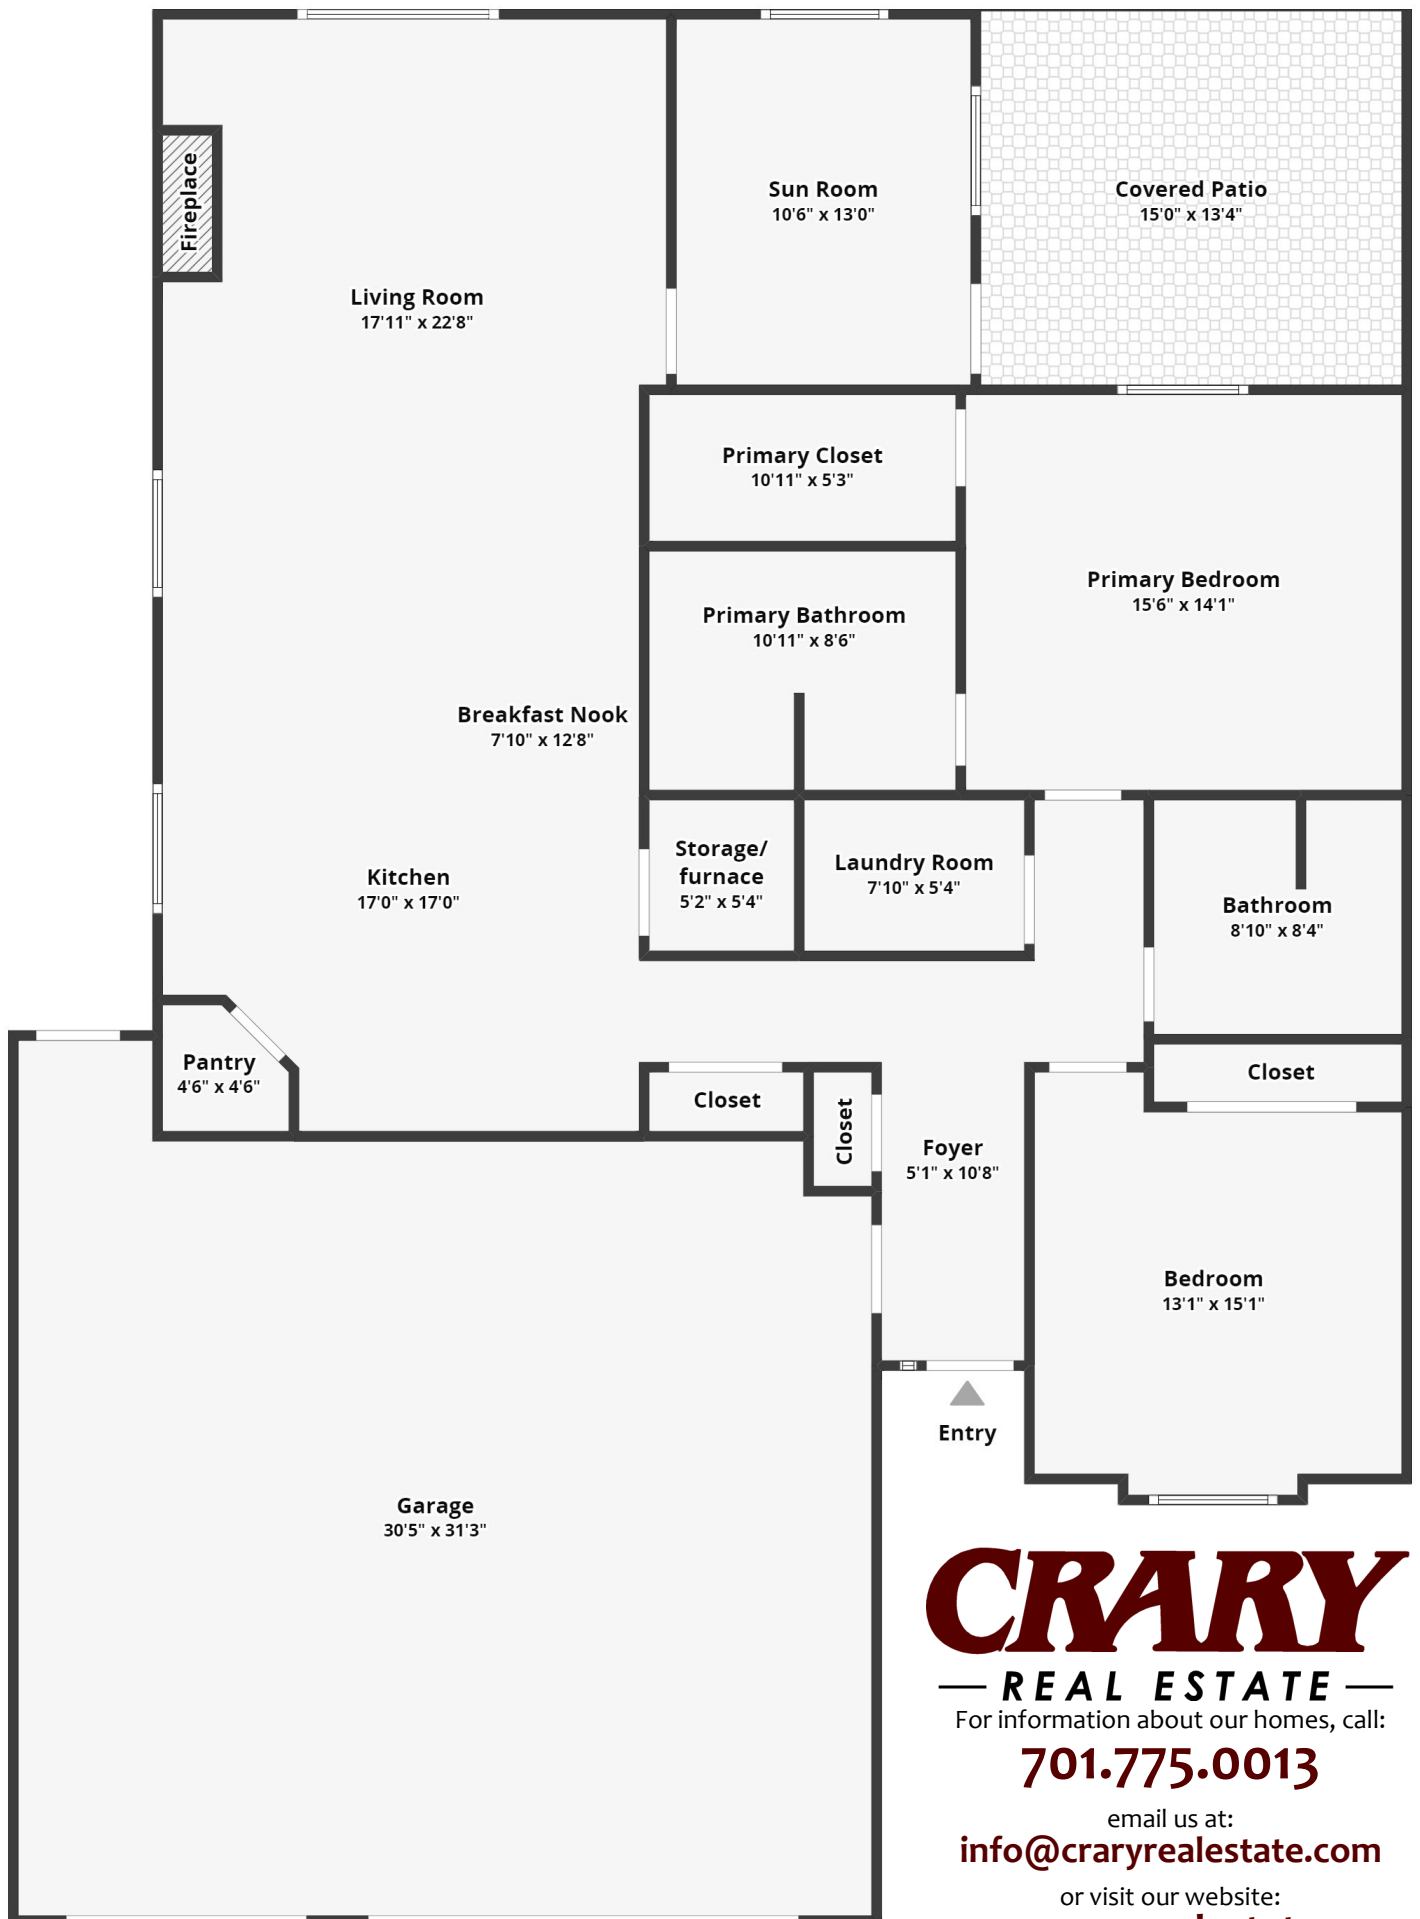 Fireplace
Living Room
17'11" x 22'8"
Sun Room
10'6" x 13'0"
Covered Patio
15'0" x 13'4"
Primary Closet
10'11" x 5'3"
Primary Bedroom
15'6" x 14'1"
Primary Bathroom
10'11" x 8'6"
Breakfast Nook
7'10" x 12'8"
Kitchen
17'0" x 17'0"
Storage/
furnace
5'2" x 5'4"
Laundry Room
7'10" x 5'4"
Bathroom
8'10" x 8'4"
Pantry
4'6" x 4'6"
Closet
Closet
Closet
Foyer
5'1" x 10'8"
Bedroom
13'1" x 15'1"
Entry
Garage
30'5" x 31'3"
CRARY
REAL ESTATE
For information about our homes, call:
701.775.0013
email us at:
info@craryrealestate.com
or visit our website: